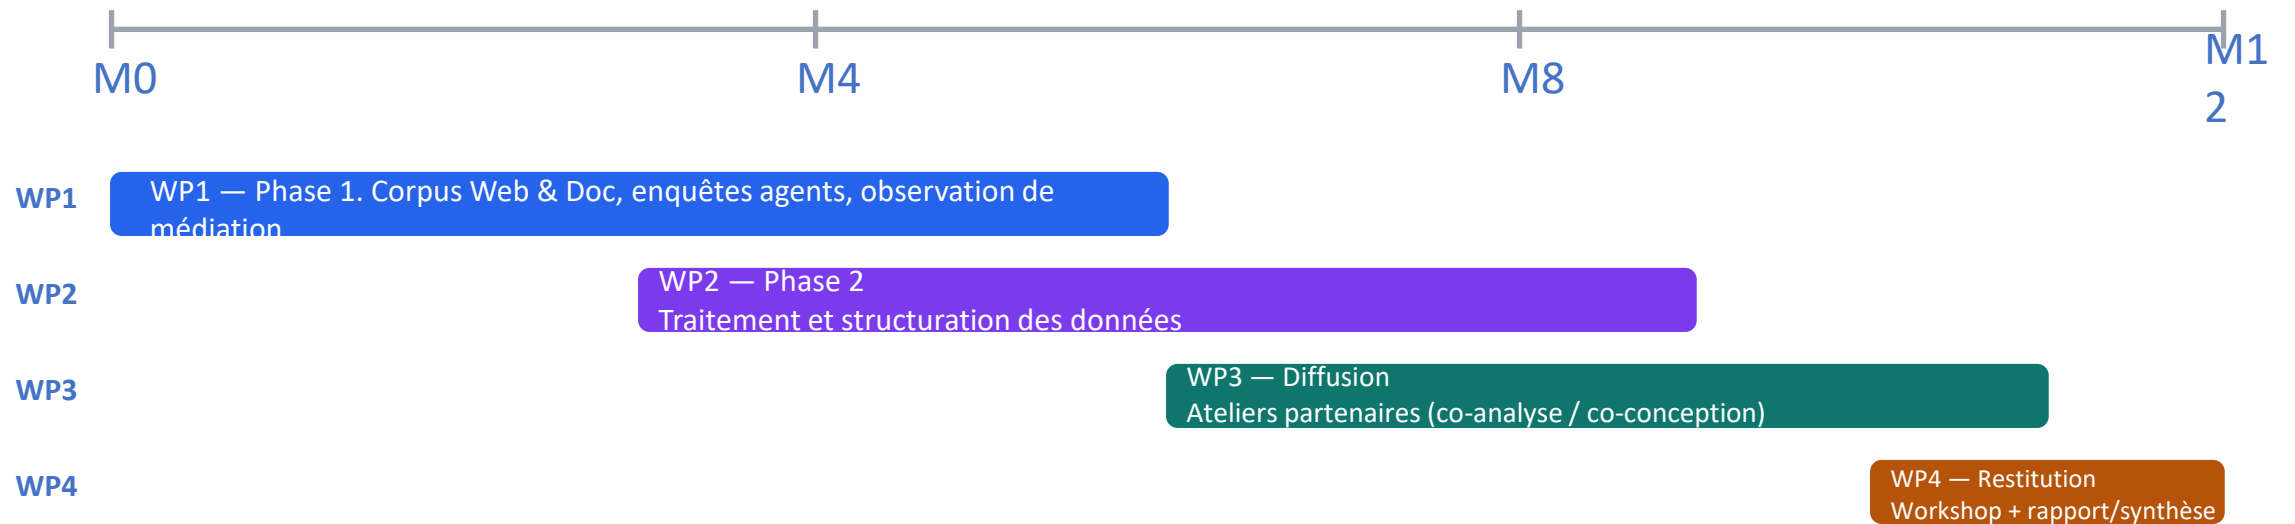 M0
M4
M8
M1
2
WP1
WP1 — Phase 1. Corpus Web & Doc, enquêtes agents, observation de
médiation
WP2
WP2 — Phase 2
Traitement et structuration des données
WP3
WP3 — Diffusion
Ateliers partenaires (co-analyse / co-conception)
WP4
WP4 — Restitution
Workshop + rapport/synthèse